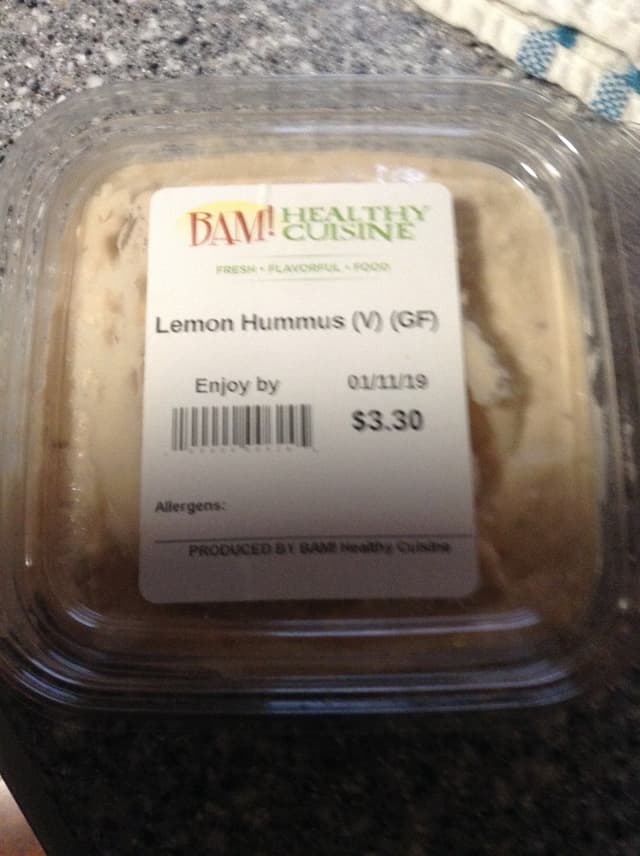 BAM! HEALTHY
CUISINE
FRESH • FLAVORFUL • FOOD
Lemon Hummus (V) (GF)
Enjoy by 01/11/19
$3.30
Allergens:
PRODUCED BY BAM! Healthy Cuisine